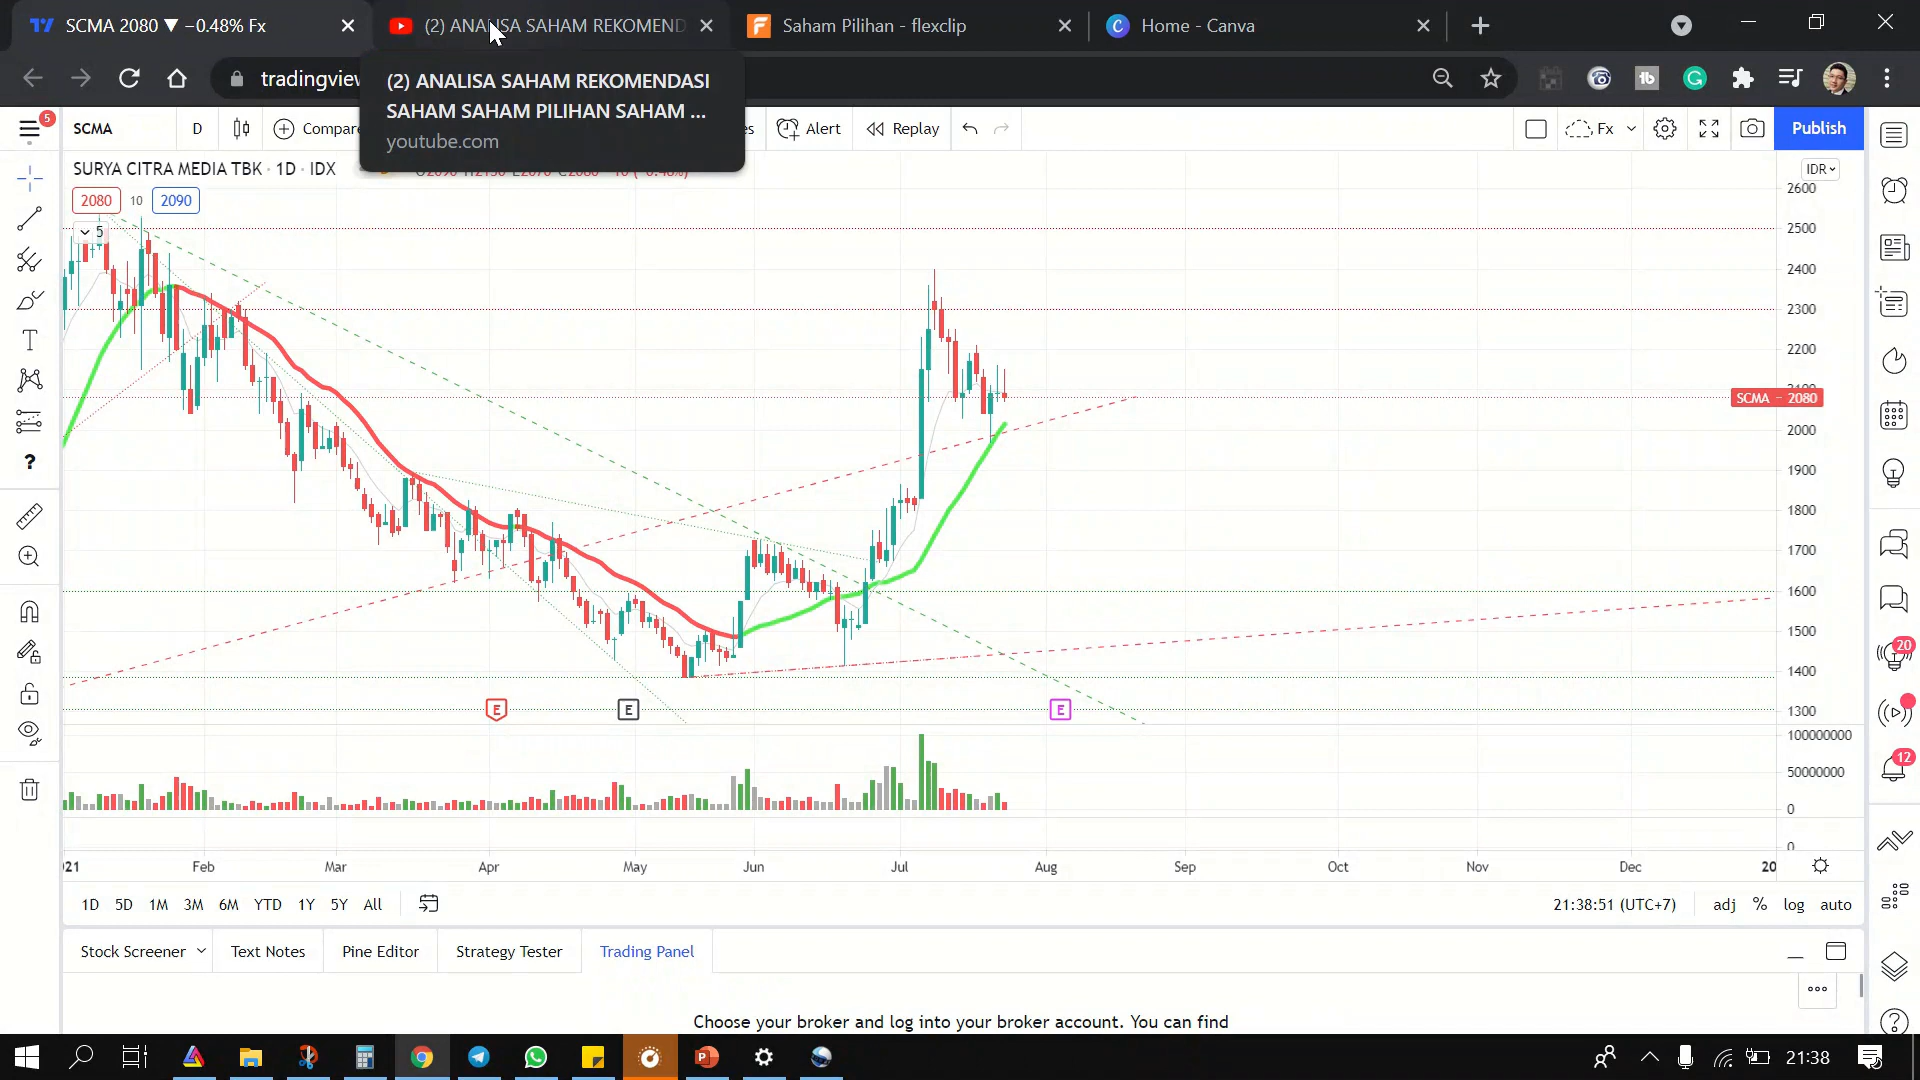 SCMA 2080 ▼ −0.48% Fx
(2) ANALISA SAHAM REKOMEND
Saham Pilihan - flexclip
Home - Canva
tradingview
(2) ANALISA SAHAM REKOMENDASI
SAHAM SAHAM PILIHAN SAHAM ...
youtube.com
5
SCMA
D
Compare
Alert
Replay
Fx
Publish
SURYA CITRA MEDIA TBK · 1D · IDX
IDR
2080
10
2090
5
2600
2500
2400
2300
2200
2100
SCMA
2080
2000
1900
1800
1700
1600
1500
1400
1300
E
E
E
100000000
50000000
0
0
20
12
Feb
Mar
Apr
May
Jun
Jul
Aug
Sep
Oct
Nov
Dec
1D
5D
1M
3M
6M
YTD
1Y
5Y
All
21:38:51 (UTC+7)
adj
%
log
auto
Stock Screener
Text Notes
Pine Editor
Strategy Tester
Trading Panel
Choose your broker and log into your broker account. You can find
21:38